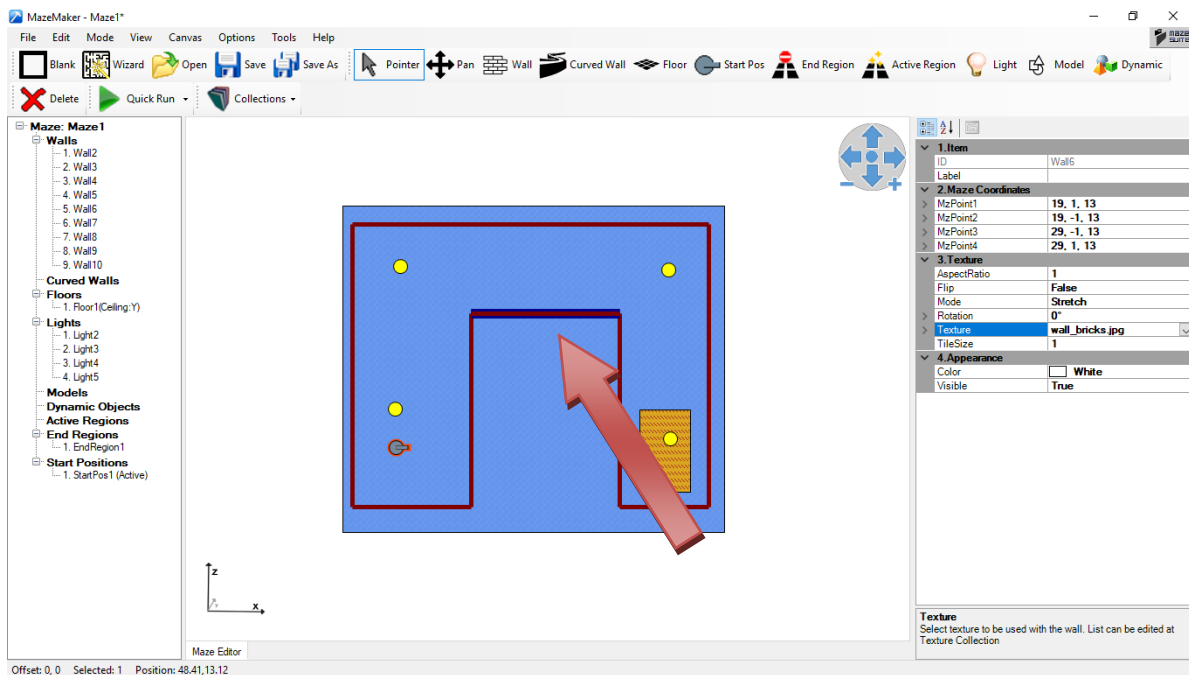 MazeMaker - Maze1*
File Edit Mode View Canvas Options Tools Help
maze suite
Blank Wizard Open Save Save As Pointer Pan Wall Curved Wall Floor Start Pos End Region Active Region Light Model Dynamic
Delete Quick Run Collections
Maze: Maze1
Walls
1. Wall2
2. Wall3
3. Wall4
4. Wall5
5. Wall6
6. Wall7
7. Wall8
8. Wall9
9. Wall10
Curved Walls
Floors
1. Floor1(Ceiling:Y)
Lights
1. Light2
2. Light3
3. Light4
4. Light5
Models
Dynamic Objects
Active Regions
End Regions
1. EndRegion1
Start Positions
1. StartPos1 (Active)
z
x
Maze Editor
1.Item
ID Wall6
Label
2.Maze Coordinates
MzPoint1 19, 1, 13
MzPoint2 19, -1, 13
MzPoint3 29, -1, 13
MzPoint4 29, 1, 13
3.Texture
AspectRatio 1
Flip False
Mode Stretch
Rotation 0°
Texture wall_bricks.jpg
TileSize 1
4.Appearance
Color White
Visible True
Texture
Select texture to be used with the wall. List can be edited at
Texture Collection
Offset: 0, 0 Selected: 1 Position: 48.41,13.12